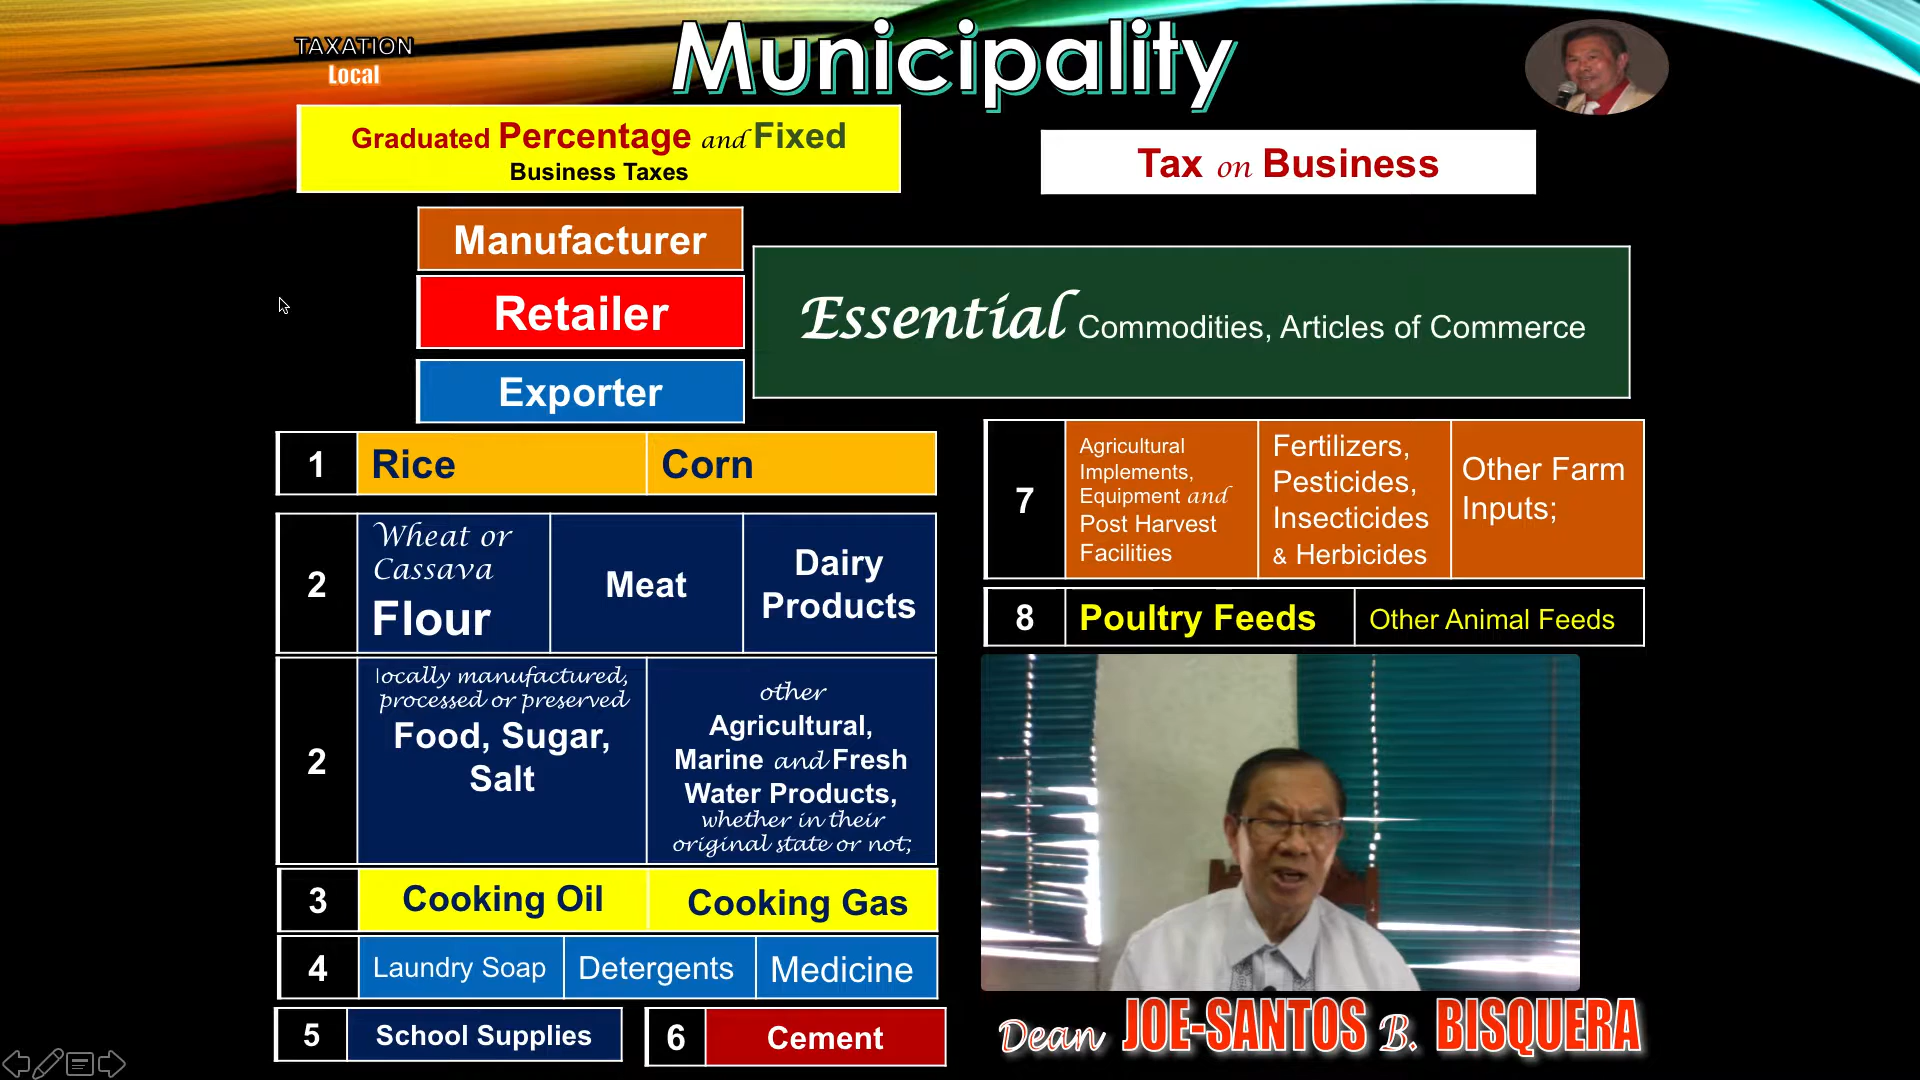 TAXATION
Local
Municipality
Graduated Percentage and Fixed
Business Taxes
Tax on Business
Manufacturer
Retailer
Exporter
Essential Commodities, Articles of Commerce
1
Rice
Corn
2
Wheat or
Cassava
Flour
Meat
Dairy
Products
2
locally manufactured,
processed or preserved
Food, Sugar,
Salt
other
Agricultural,
Marine and Fresh
Water Products,
whether in their
original state or not;
3
Cooking Oil
Cooking Gas
4
Laundry Soap
Detergents
Medicine
5
School Supplies
6
Cement
7
Agricultural
Implements,
Equipment and
Post Harvest
Facilities
Fertilizers,
Pesticides,
Insecticides
& Herbicides
Other Farm
Inputs;
8
Poultry Feeds
Other Animal Feeds
Dean JOE-SANTOS B. BISQUERA